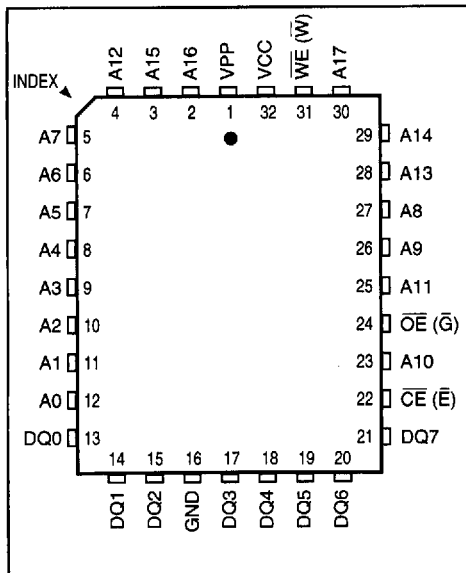 INDEX
A12 A15 A16 VPP VCC W̅E̅ (W̅) A17
4 3 2 1 32 31 30
A7 5 29 A14
A6 6 28 A13
A5 7 27 A8
A4 8 26 A9
A3 9 25 A11
A2 10 24 O̅E̅ (G̅)
A1 11 23 A10
A0 12 22 C̅E̅ (E̅)
DQ0 13 21 DQ7
14 15 16 17 18 19 20
DQ1 DQ2 GND DQ3 DQ4 DQ5 DQ6